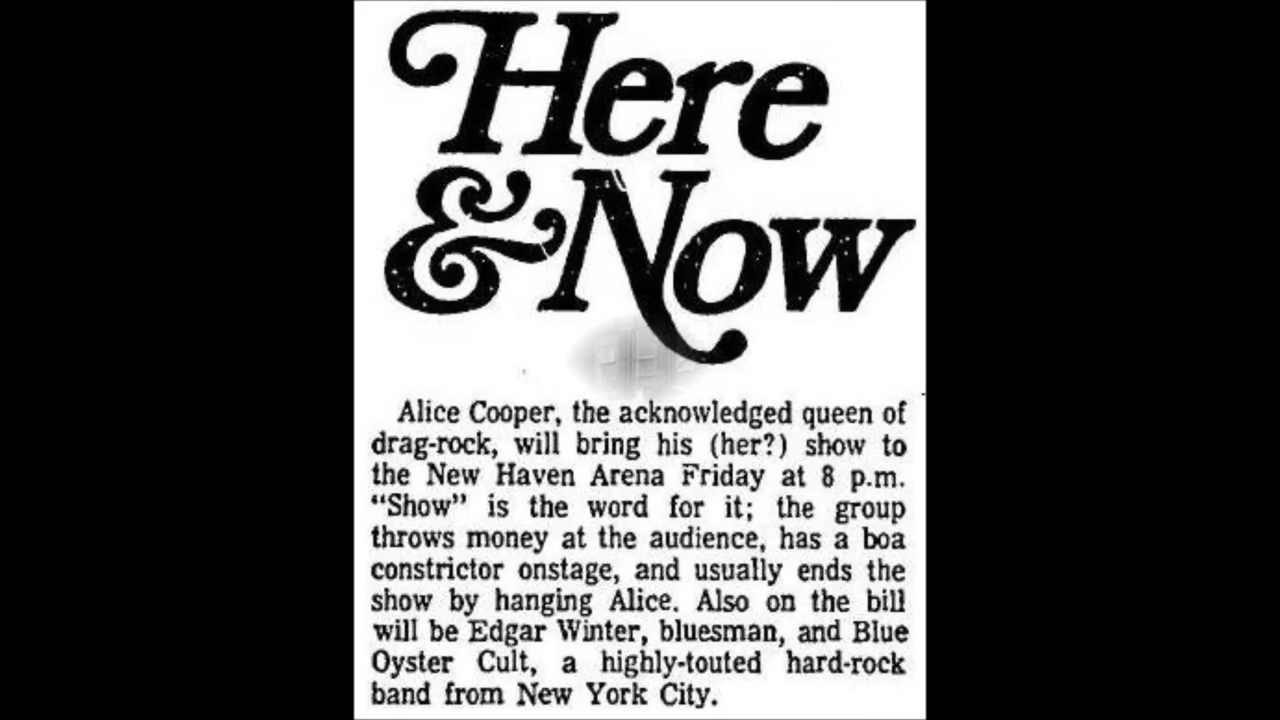 Here
& Now
Alice Cooper, the acknowledged queen of
drag-rock, will bring his (her?) show to
the New Haven Arena Friday at 8 p.m.
“Show” is the word for it; the group
throws money at the audience, has a boa
constrictor onstage, and usually ends the
show by hanging Alice. Also on the bill
will be Edgar Winter, bluesman, and Blue
Oyster Cult, a highly-touted hard-rock
band from New York City.